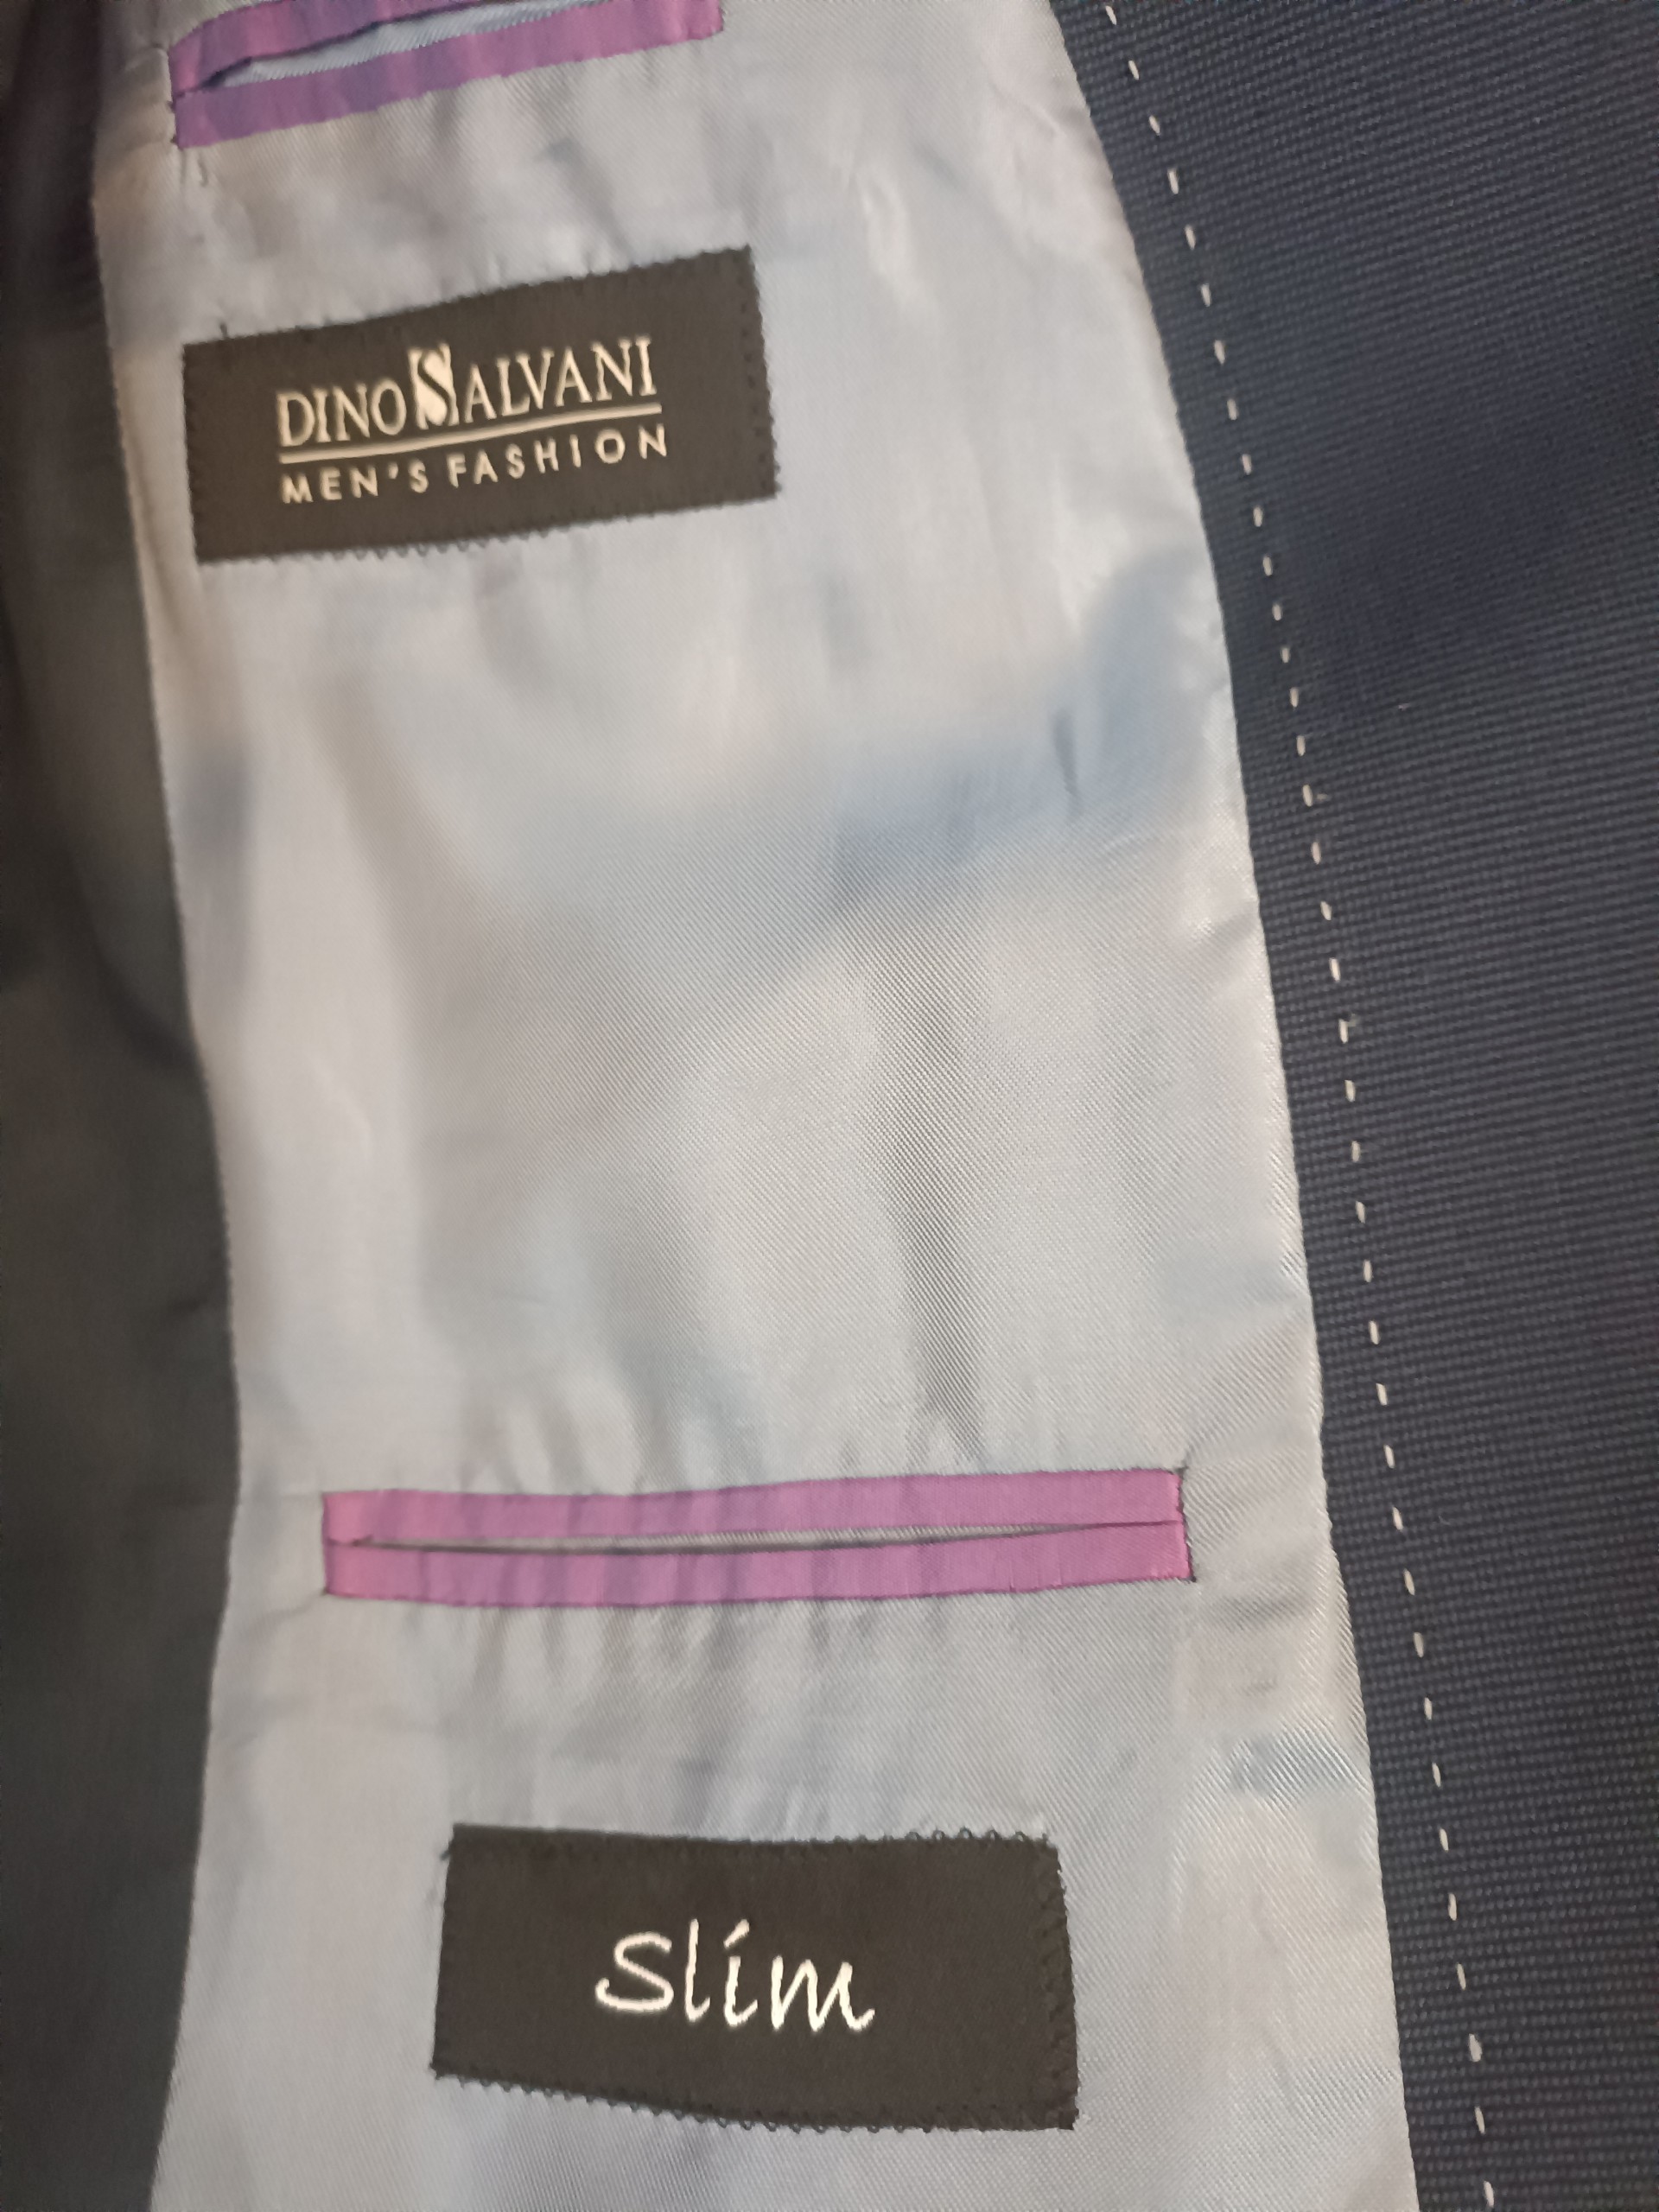 DINO SALVANI
MEN'S FASHION
Slim